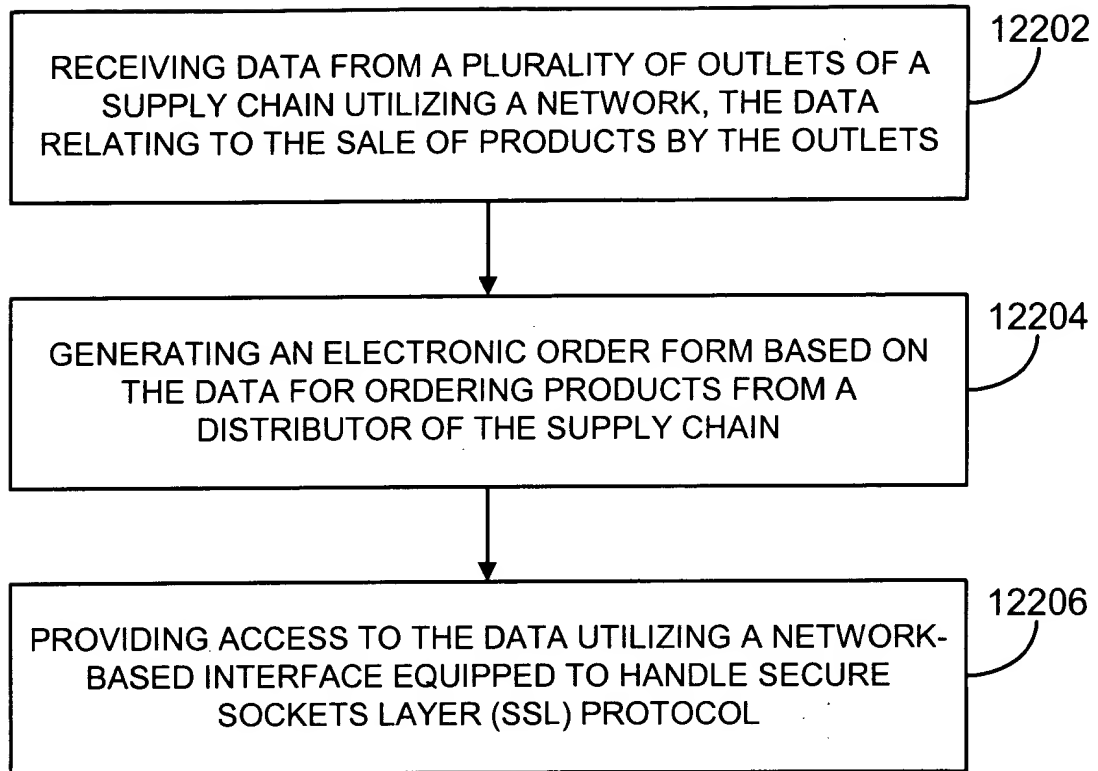 RECEIVING DATA FROM A PLURALITY OF OUTLETS OF A
SUPPLY CHAIN UTILIZING A NETWORK, THE DATA
RELATING TO THE SALE OF PRODUCTS BY THE OUTLETS
12202
GENERATING AN ELECTRONIC ORDER FORM BASED ON
THE DATA FOR ORDERING PRODUCTS FROM A
DISTRIBUTOR OF THE SUPPLY CHAIN
12204
PROVIDING ACCESS TO THE DATA UTILIZING A NETWORK-
BASED INTERFACE EQUIPPED TO HANDLE SECURE
SOCKETS LAYER (SSL) PROTOCOL
12206